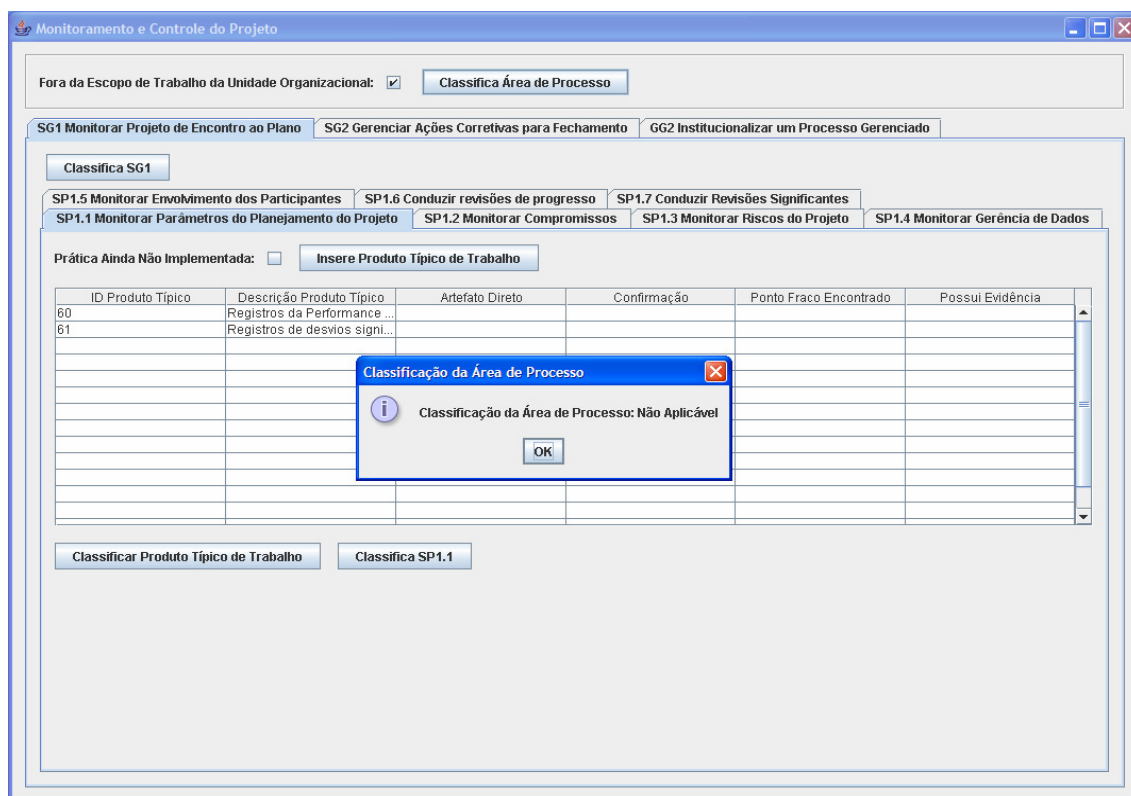 Monitoramento e Controle do Projeto
Fora da Escopo de Trabalho da Unidade Organizacional: Classifica Área de Processo
SG1 Monitorar Projeto de Encontro ao Plano SG2 Gerenciar Ações Corretivas para Fechamento GG2 Institucionalizar um Processo Gerenciado
Classifica SG1
SP1.5 Monitorar Envolvimento dos Participantes SP1.6 Conduzir revisões de progresso SP1.7 Conduzir Revisões Significantes
SP1.1 Monitorar Parâmetros do Planejamento do Projeto SP1.2 Monitorar Compromissos SP1.3 Monitorar Riscos do Projeto SP1.4 Monitorar Gerência de Dados
Prática Ainda Não Implementada: Insere Produto Típico de Trabalho
ID Produto Típico Descrição Produto Típico Artefato Direto Confirmação Ponto Fraco Encontrado Possui Evidência
60 Registros da Performance ...
61 Registros de desvios signi...
Classificação da Área de Processo
Classificação da Área de Processo: Não Aplicável
OK
Classificar Produto Típico de Trabalho Classifica SP1.1